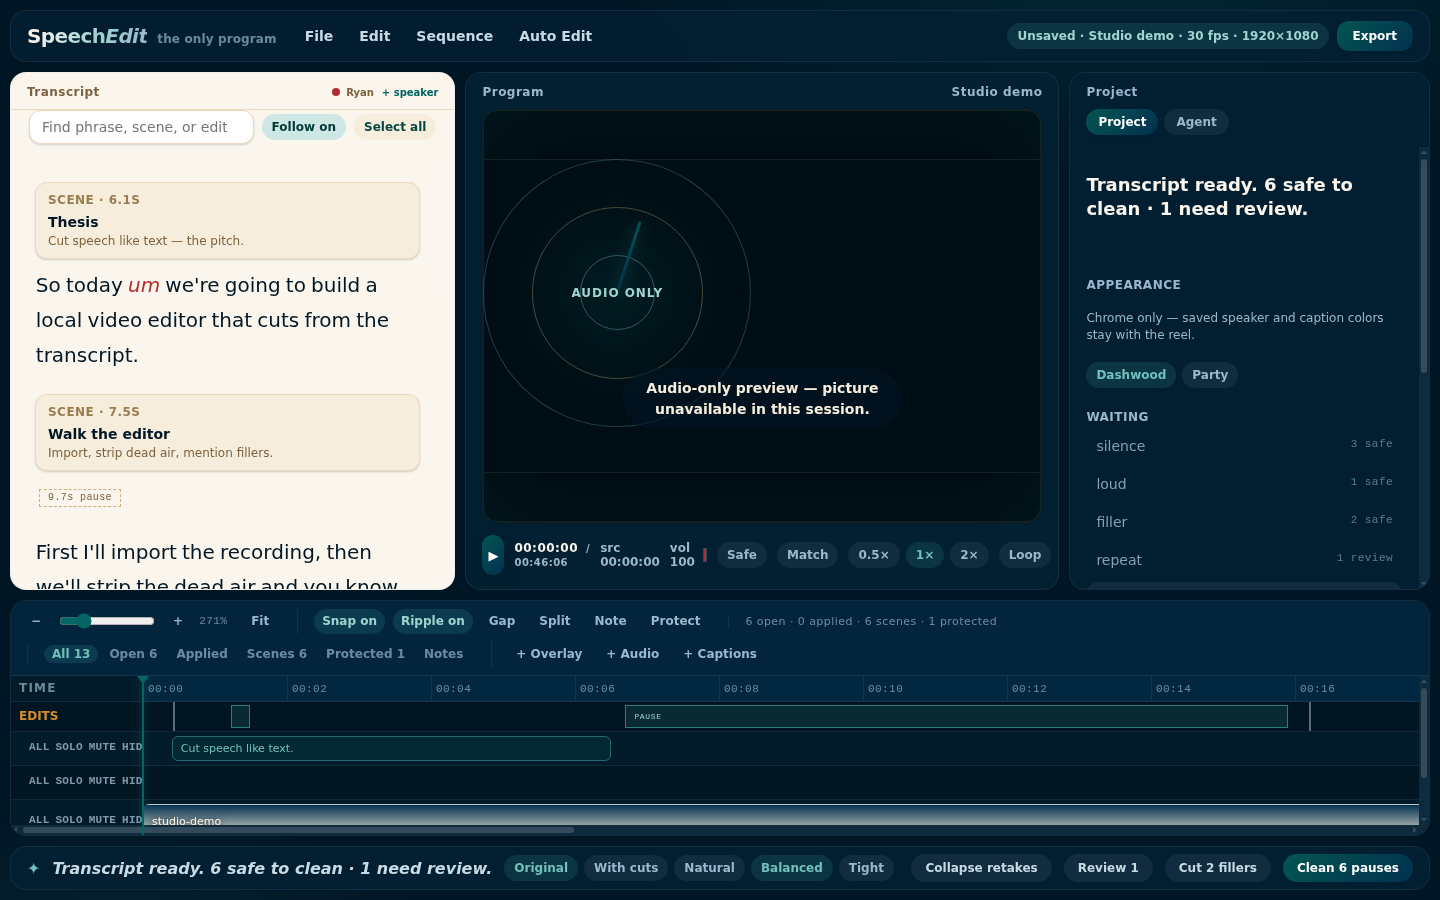 SpeechEdit the only program File Edit Sequence Auto Edit Unsaved · Studio demo · 30 fps · 1920×1080 Export
Transcript Ryan + speaker
Find phrase, scene, or edit Follow on Select all
SCENE · 6.1S
Thesis
Cut speech like text — the pitch.
So today um we're going to build a
local video editor that cuts from the
transcript.
SCENE · 7.5S
Walk the editor
Import, strip dead air, mention fillers.
9.7s pause
First I'll import the recording, then
we'll strip the dead air and you know
Program Studio demo
AUDIO ONLY
Audio-only preview — picture
unavailable in this session.
▶ 00:00:00 / 00:46:06 src 00:00:00 vol 100 Safe Match 0.5× 1× 2× Loop
Project
Project Agent
Transcript ready. 6 safe to
clean · 1 need review.
APPEARANCE
Chrome only — saved speaker and caption colors
stay with the reel.
Dashwood Party
WAITING
silence 3 safe
loud 1 safe
filler 2 safe
repeat 1 review
− + 271% Fit Snap on Ripple on Gap Split Note Protect 6 open · 0 applied · 6 scenes · 1 protected
All 13 Open 6 Applied Scenes 6 Protected 1 Notes + Overlay + Audio + Captions
TIME 00:00 00:02 00:04 00:06 00:08 00:10 00:12 00:14 00:16
EDITS PAUSE
ALL SOLO MUTE HID Cut speech like text.
ALL SOLO MUTE HID
ALL SOLO MUTE HID studio-demo
✦ Transcript ready. 6 safe to clean · 1 need review. Original With cuts Natural Balanced Tight Collapse retakes Review 1 Cut 2 fillers Clean 6 pauses